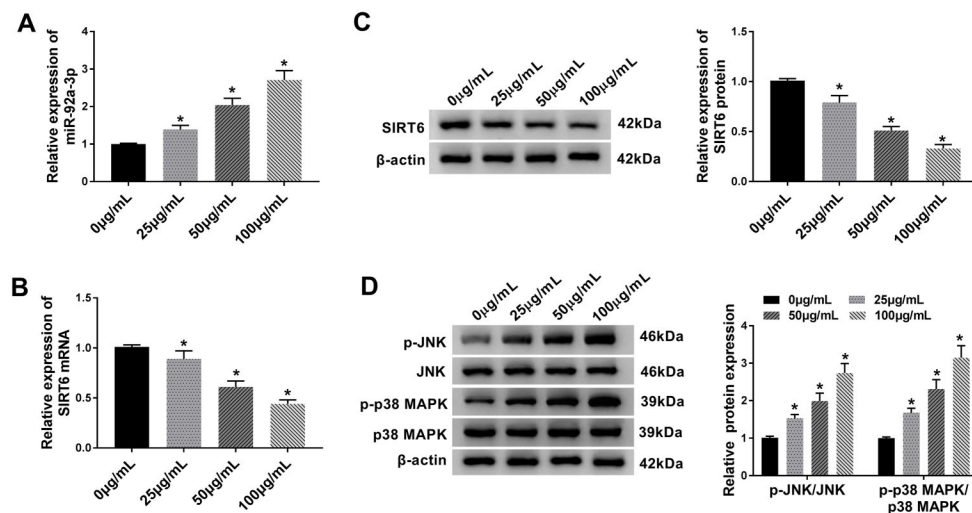 A
Relative expression of
miR-92a-3p
4
3
2
1
0
0μg/mL
25μg/mL
50μg/mL
100μg/mL
*
*
*
C
0μg/mL
25μg/mL
50μg/mL
100μg/mL
SIRT6
42kDa
β-actin
42kDa
Relative expression of
SIRT6 protein
1.5
1.0
0.5
0.0
*
*
*
0μg/mL
25μg/mL
50μg/mL
100μg/mL
B
Relative expression of
SIRT6 mRNA
1.5
1.0
0.5
0.0
*
*
*
0μg/mL
25μg/mL
50μg/mL
100μg/mL
D
0μg/mL
25μg/mL
50μg/mL
100μg/mL
p-JNK
46kDa
JNK
46kDa
p-p38 MAPK
39kDa
p38 MAPK
39kDa
β-actin
42kDa
0μg/mL
25μg/mL
50μg/mL
100μg/mL
Relative protein expression
4
3
2
1
0
*
*
*
*
*
*
p-JNK/JNK
p-p38 MAPK/
p38 MAPK